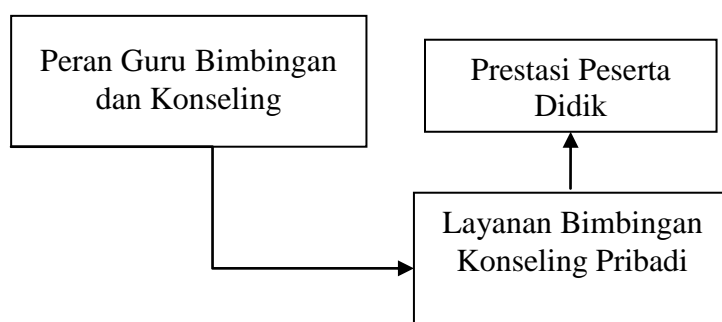 Peran Guru Bimbingan
dan Konseling
Prestasi Peserta
Didik
Layanan Bimbingan
Konseling Pribadi